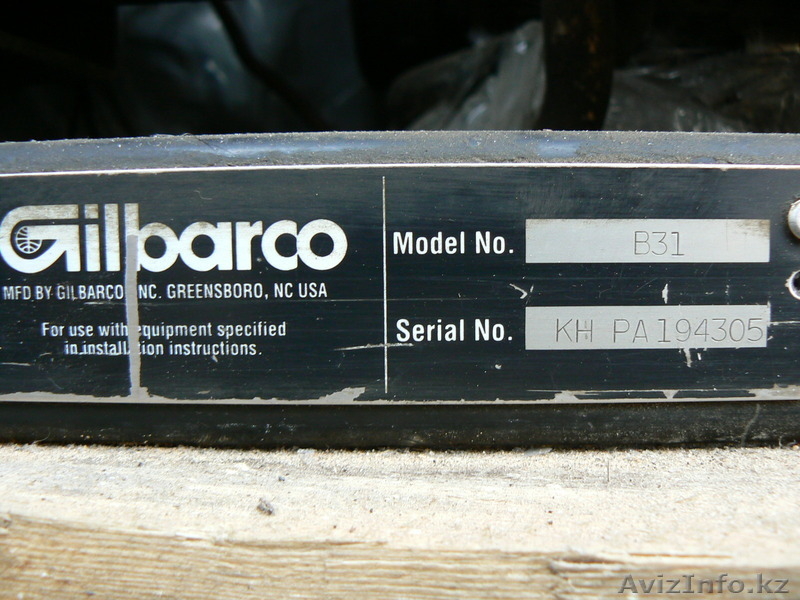 Gilbarco
MFD BY GILBARCO INC. GREENSBORO, NC USA
For use with equipment specified
in installation instructions.
Model No. B31
Serial No. KH PA194305
AvizInfo.kz